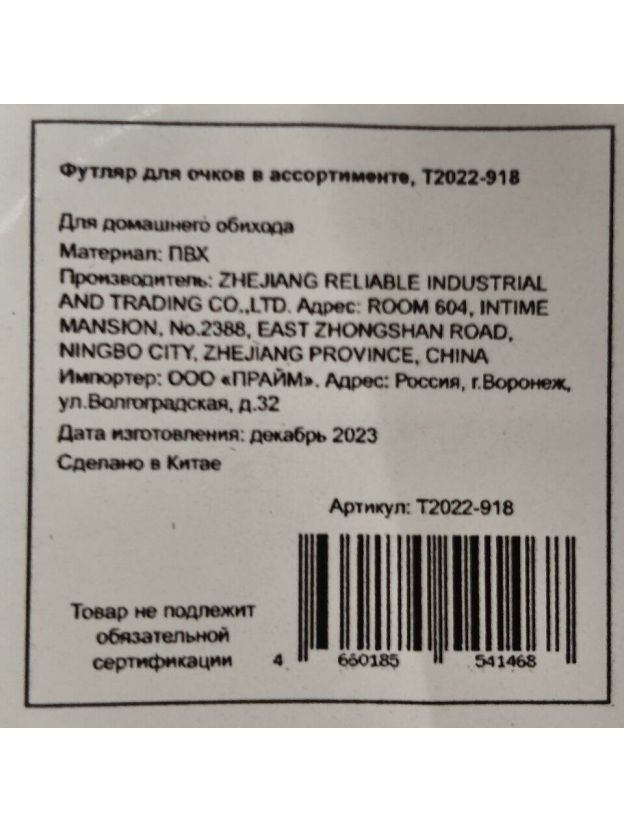 Футляр для очков в ассортименте, Т2022-918
Для домашнего обихода
Материал: ПВХ
Производитель: ZHEJIANG RELIABLE INDUSTRIAL
AND TRADING CO.,LTD. Адрес: ROOM 604, INTIME
MANSION, No.2388, EAST ZHONGSHAN ROAD,
NINGBO CITY, ZHEJIANG PROVINCE, CHINA
Импортер: ООО «ПРАЙМ». Адрес: Россия, г.Воронеж,
ул.Волгоградская, д.32
Дата изготовления: декабрь 2023
Сделано в Китае
Артикул: Т2022-918
Товар не подлежит
обязательной
сертификации
4 660185 541468